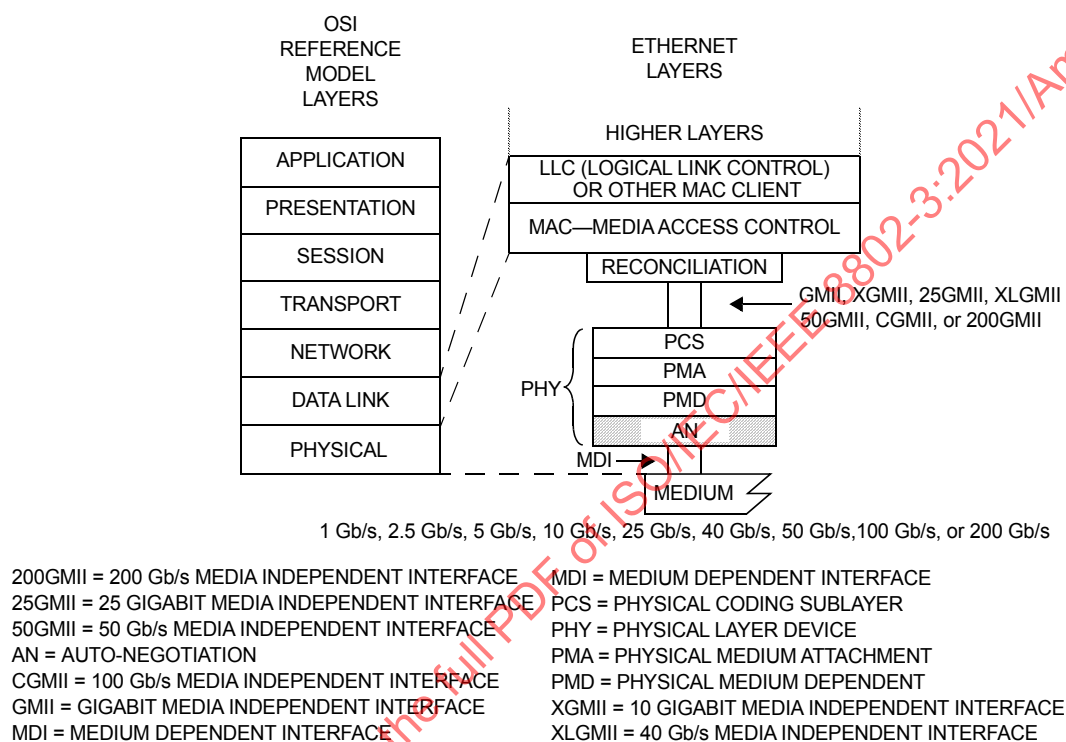 OSI
REFERENCE
MODEL
LAYERS
ETHERNET
LAYERS
APPLICATION
PRESENTATION
SESSION
TRANSPORT
NETWORK
DATA LINK
PHYSICAL
HIGHER LAYERS
LLC (LOGICAL LINK CONTROL)
OR OTHER MAC CLIENT
MAC—MEDIA ACCESS CONTROL
RECONCILIATION
GMII, XGMII, 25GMII, XLGMII
50GMII, CGMII, or 200GMII
PHY
PCS
PMA
PMD
AN
MDI
MEDIUM
1 Gb/s, 2.5 Gb/s, 5 Gb/s, 10 Gb/s, 25 Gb/s, 40 Gb/s, 50 Gb/s,100 Gb/s, or 200 Gb/s
200GMII = 200 Gb/s MEDIA INDEPENDENT INTERFACE
25GMII = 25 GIGABIT MEDIA INDEPENDENT INTERFACE
50GMII = 50 Gb/s MEDIA INDEPENDENT INTERFACE
AN = AUTO-NEGOTIATION
CGMII = 100 Gb/s MEDIA INDEPENDENT INTERFACE
GMII = GIGABIT MEDIA INDEPENDENT INTERFACE
MDI = MEDIUM DEPENDENT INTERFACE
MDI = MEDIUM DEPENDENT INTERFACE
PCS = PHYSICAL CODING SUBLAYER
PHY = PHYSICAL LAYER DEVICE
PMA = PHYSICAL MEDIUM ATTACHMENT
PMD = PHYSICAL MEDIUM DEPENDENT
XGMII = 10 GIGABIT MEDIA INDEPENDENT INTERFACE
XLGMII = 40 Gb/s MEDIA INDEPENDENT INTERFACE
the full PDF of ISO/IEC/IEEE 8802-3:2021/Am